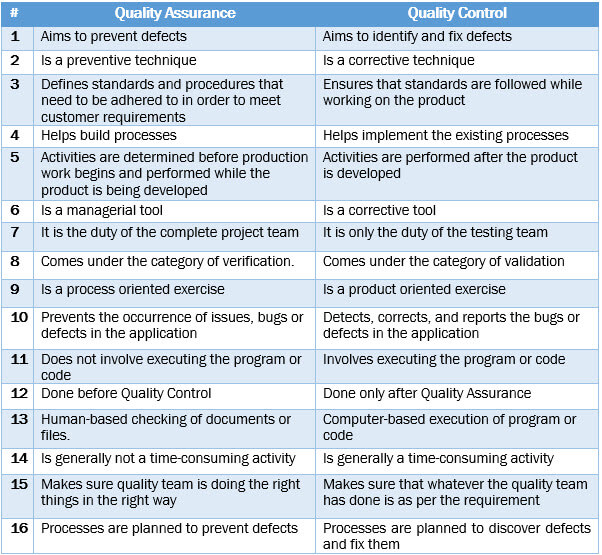 # Quality Assurance Quality Control
1 Aims to prevent defects Aims to identify and fix defects
2 Is a preventive technique Is a corrective technique
3 Defines standards and procedures that Ensures that standards are followed while
need to be adhered to in order to meet working on the product
customer requirements
4 Helps build processes Helps implement the existing processes
5 Activities are determined before production Activities are performed after the product
work begins and performed while the is developed
product is being developed
6 Is a managerial tool Is a corrective tool
7 It is the duty of the complete project team It is only the duty of the testing team
8 Comes under the category of verification. Comes under the category of validation
9 Is a process oriented exercise Is a product oriented exercise
10 Prevents the occurrence of issues, bugs or Detects, corrects, and reports the bugs or
defects in the application defects in the application
11 Does not involve executing the program or Involves executing the program or code
code
12 Done before Quality Control Done only after Quality Assurance
13 Human-based checking of documents or Computer-based execution of program or
files. code
14 Is generally not a time-consuming activity Is generally a time-consuming activity
15 Makes sure quality team is doing the right Makes sure that whatever the quality team
things in the right way has done is as per the requirement
16 Processes are planned to prevent defects Processes are planned to discover defects
and fix them